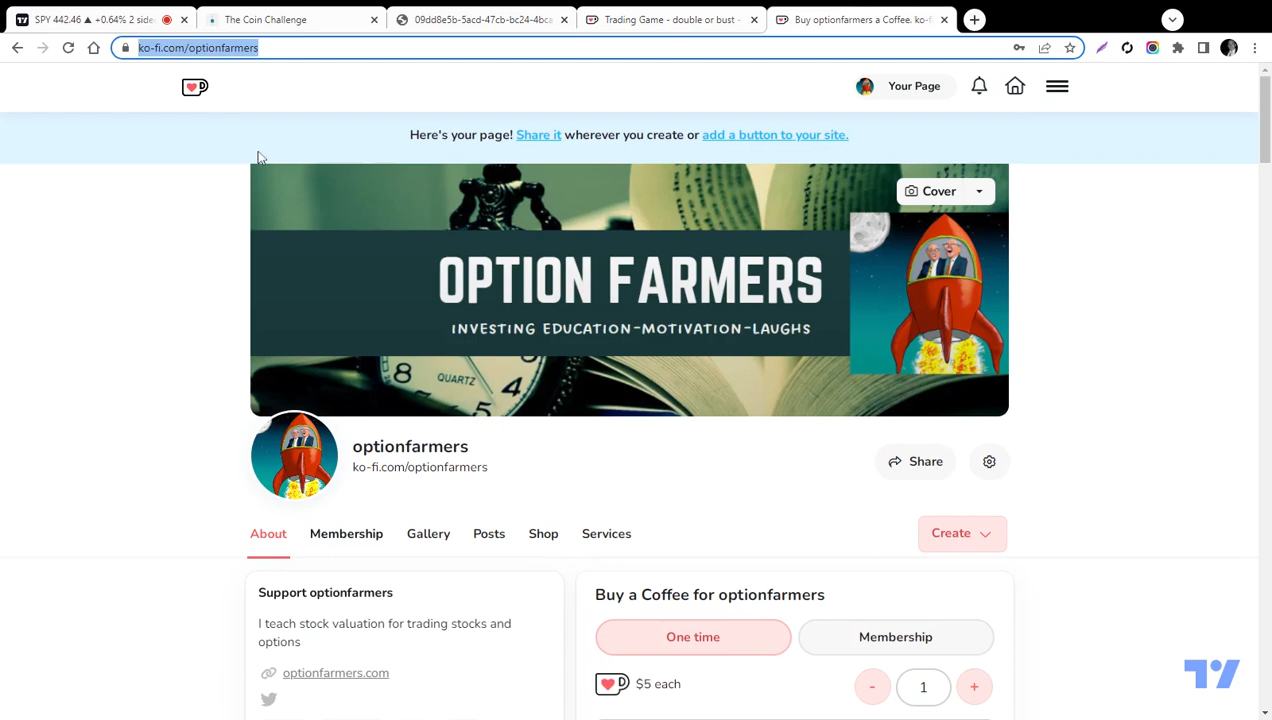 SPY 442.46 ▲ +0.64% 2 side
The Coin Challenge
09dd8e5b-5acd-47cb-bc24-4bca
Trading Game - double or bust -
Buy optionfarmers a Coffee. ko-f
ko-fi.com/optionfarmers
Your Page
Here's your page! Share it wherever you create or add a button to your site.
Cover
OPTION FARMERS
INVESTING EDUCATION-MOTIVATION-LAUGHS
8
QUARTZ
4
5
optionfarmers
ko-fi.com/optionfarmers
Share
About
Membership
Gallery
Posts
Shop
Services
Create
Support optionfarmers
I teach stock valuation for trading stocks and
options
optionfarmers.com
Buy a Coffee for optionfarmers
One time
Membership
$5 each
-
1
+